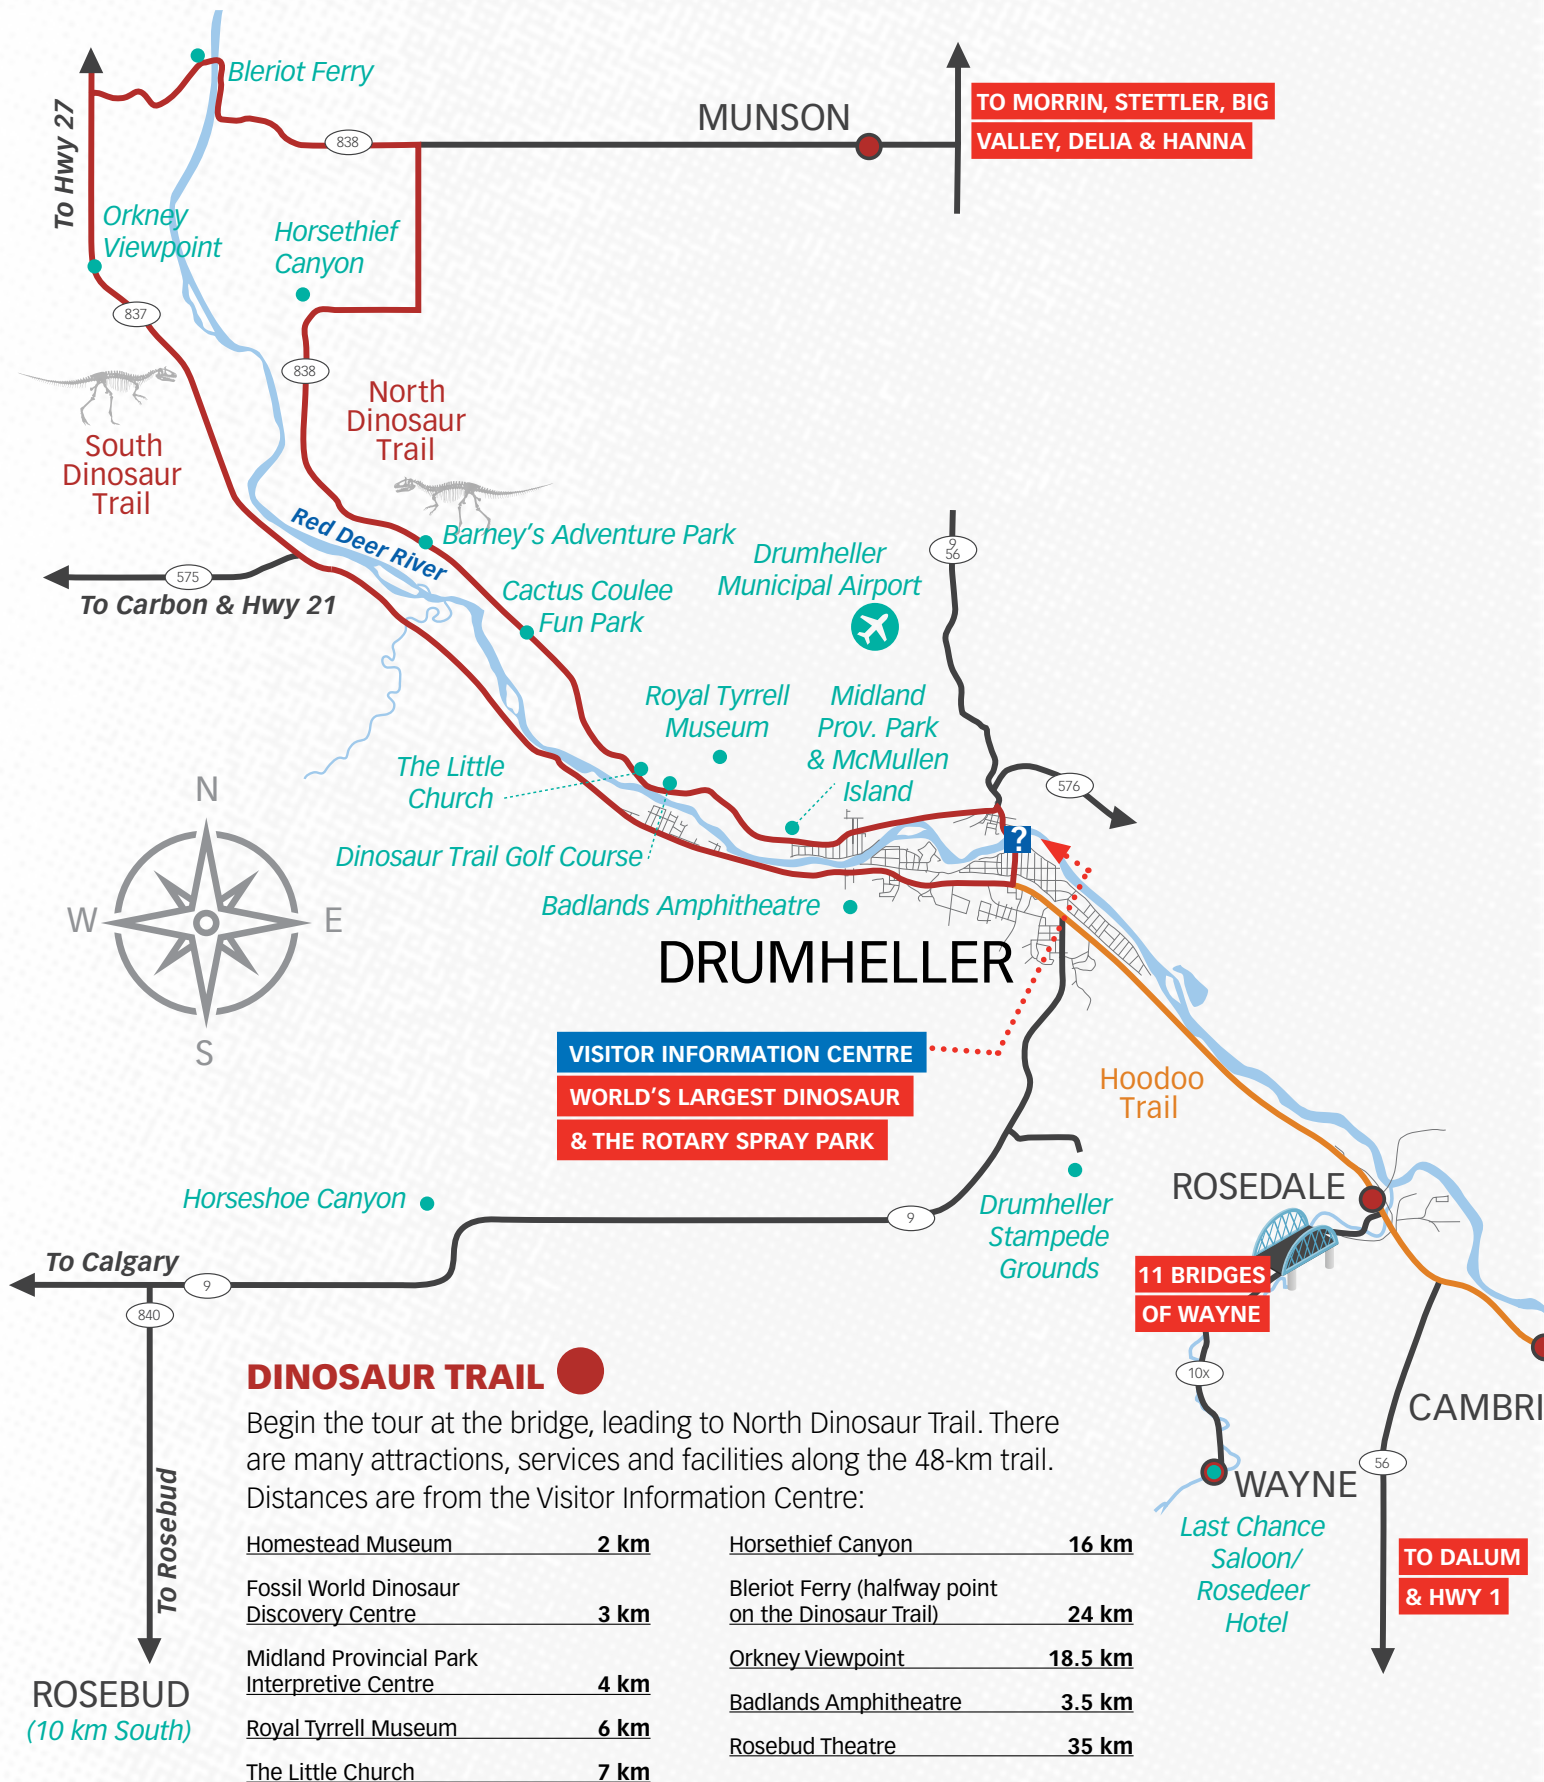 Bleriot Ferry
To Hwy 27
838
MUNSON
TO MORRIN, STETTLER, BIG
VALLEY, DELIA & HANNA
Orkney
Viewpoint
Horsethief
Canyon
837
838
North
Dinosaur
Trail
South
Dinosaur
Trail
Red Deer River
Barney's Adventure Park
9
56
Drumheller
Municipal Airport
575
To Carbon & Hwy 21
Cactus Coulee
Fun Park
Royal Tyrrell
Museum
Midland
Prov. Park
& McMullen
Island
The Little
Church
576
N
W
E
S
?
Dinosaur Trail Golf Course
Badlands Amphitheatre
DRUMHELLER
VISITOR INFORMATION CENTRE
WORLD'S LARGEST DINOSAUR
& THE ROTARY SPRAY PARK
Hoodoo
Trail
Horseshoe Canyon
9
Drumheller
Stampede
Grounds
ROSEDALE
To Calgary
9
840
11 BRIDGES
OF WAYNE
10x
CAMBRI
56
WAYNE
Last Chance
Saloon/
Rosedeer
Hotel
TO DALUM
& HWY 1
To Rosebud
ROSEBUD
(10 km South)
DINOSAUR TRAIL
Begin the tour at the bridge, leading to North Dinosaur Trail. There
are many attractions, services and facilities along the 48-km trail.
Distances are from the Visitor Information Centre:
Homestead Museum 2 km
Fossil World Dinosaur
Discovery Centre 3 km
Midland Provincial Park
Interpretive Centre 4 km
Royal Tyrrell Museum 6 km
The Little Church 7 km
Horsethief Canyon 16 km
Bleriot Ferry (halfway point
on the Dinosaur Trail) 24 km
Orkney Viewpoint 18.5 km
Badlands Amphitheatre 3.5 km
Rosebud Theatre 35 km